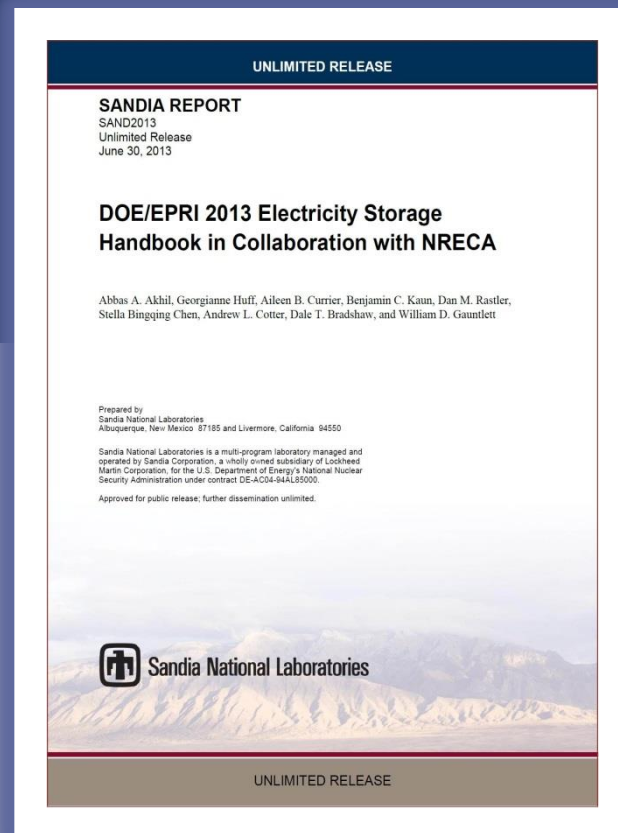 UNLIMITED RELEASE
SANDIA REPORT
SAND2013
Unlimited Release
June 30, 2013
DOE/EPRI 2013 Electricity Storage
Handbook in Collaboration with NRECA
Abbas A. Akhil, Georgianne Huff, Aileen B. Currier, Benjamin C. Kaun, Dan M. Rastler,
Stella Bingqing Chen, Andrew L. Cotter, Dale T. Bradshaw, and William D. Gauntlett
Prepared by
Sandia National Laboratories
Albuquerque, New Mexico 87185 and Livermore, California 94550
Sandia National Laboratories is a multi-program laboratory managed and
operated by Sandia Corporation, a wholly owned subsidiary of Lockheed
Martin Corporation, for the U.S. Department of Energy's National Nuclear
Security Administration under contract DE-AC04-94AL85000.
Approved for public release; further dissemination unlimited.
Sandia National Laboratories
UNLIMITED RELEASE